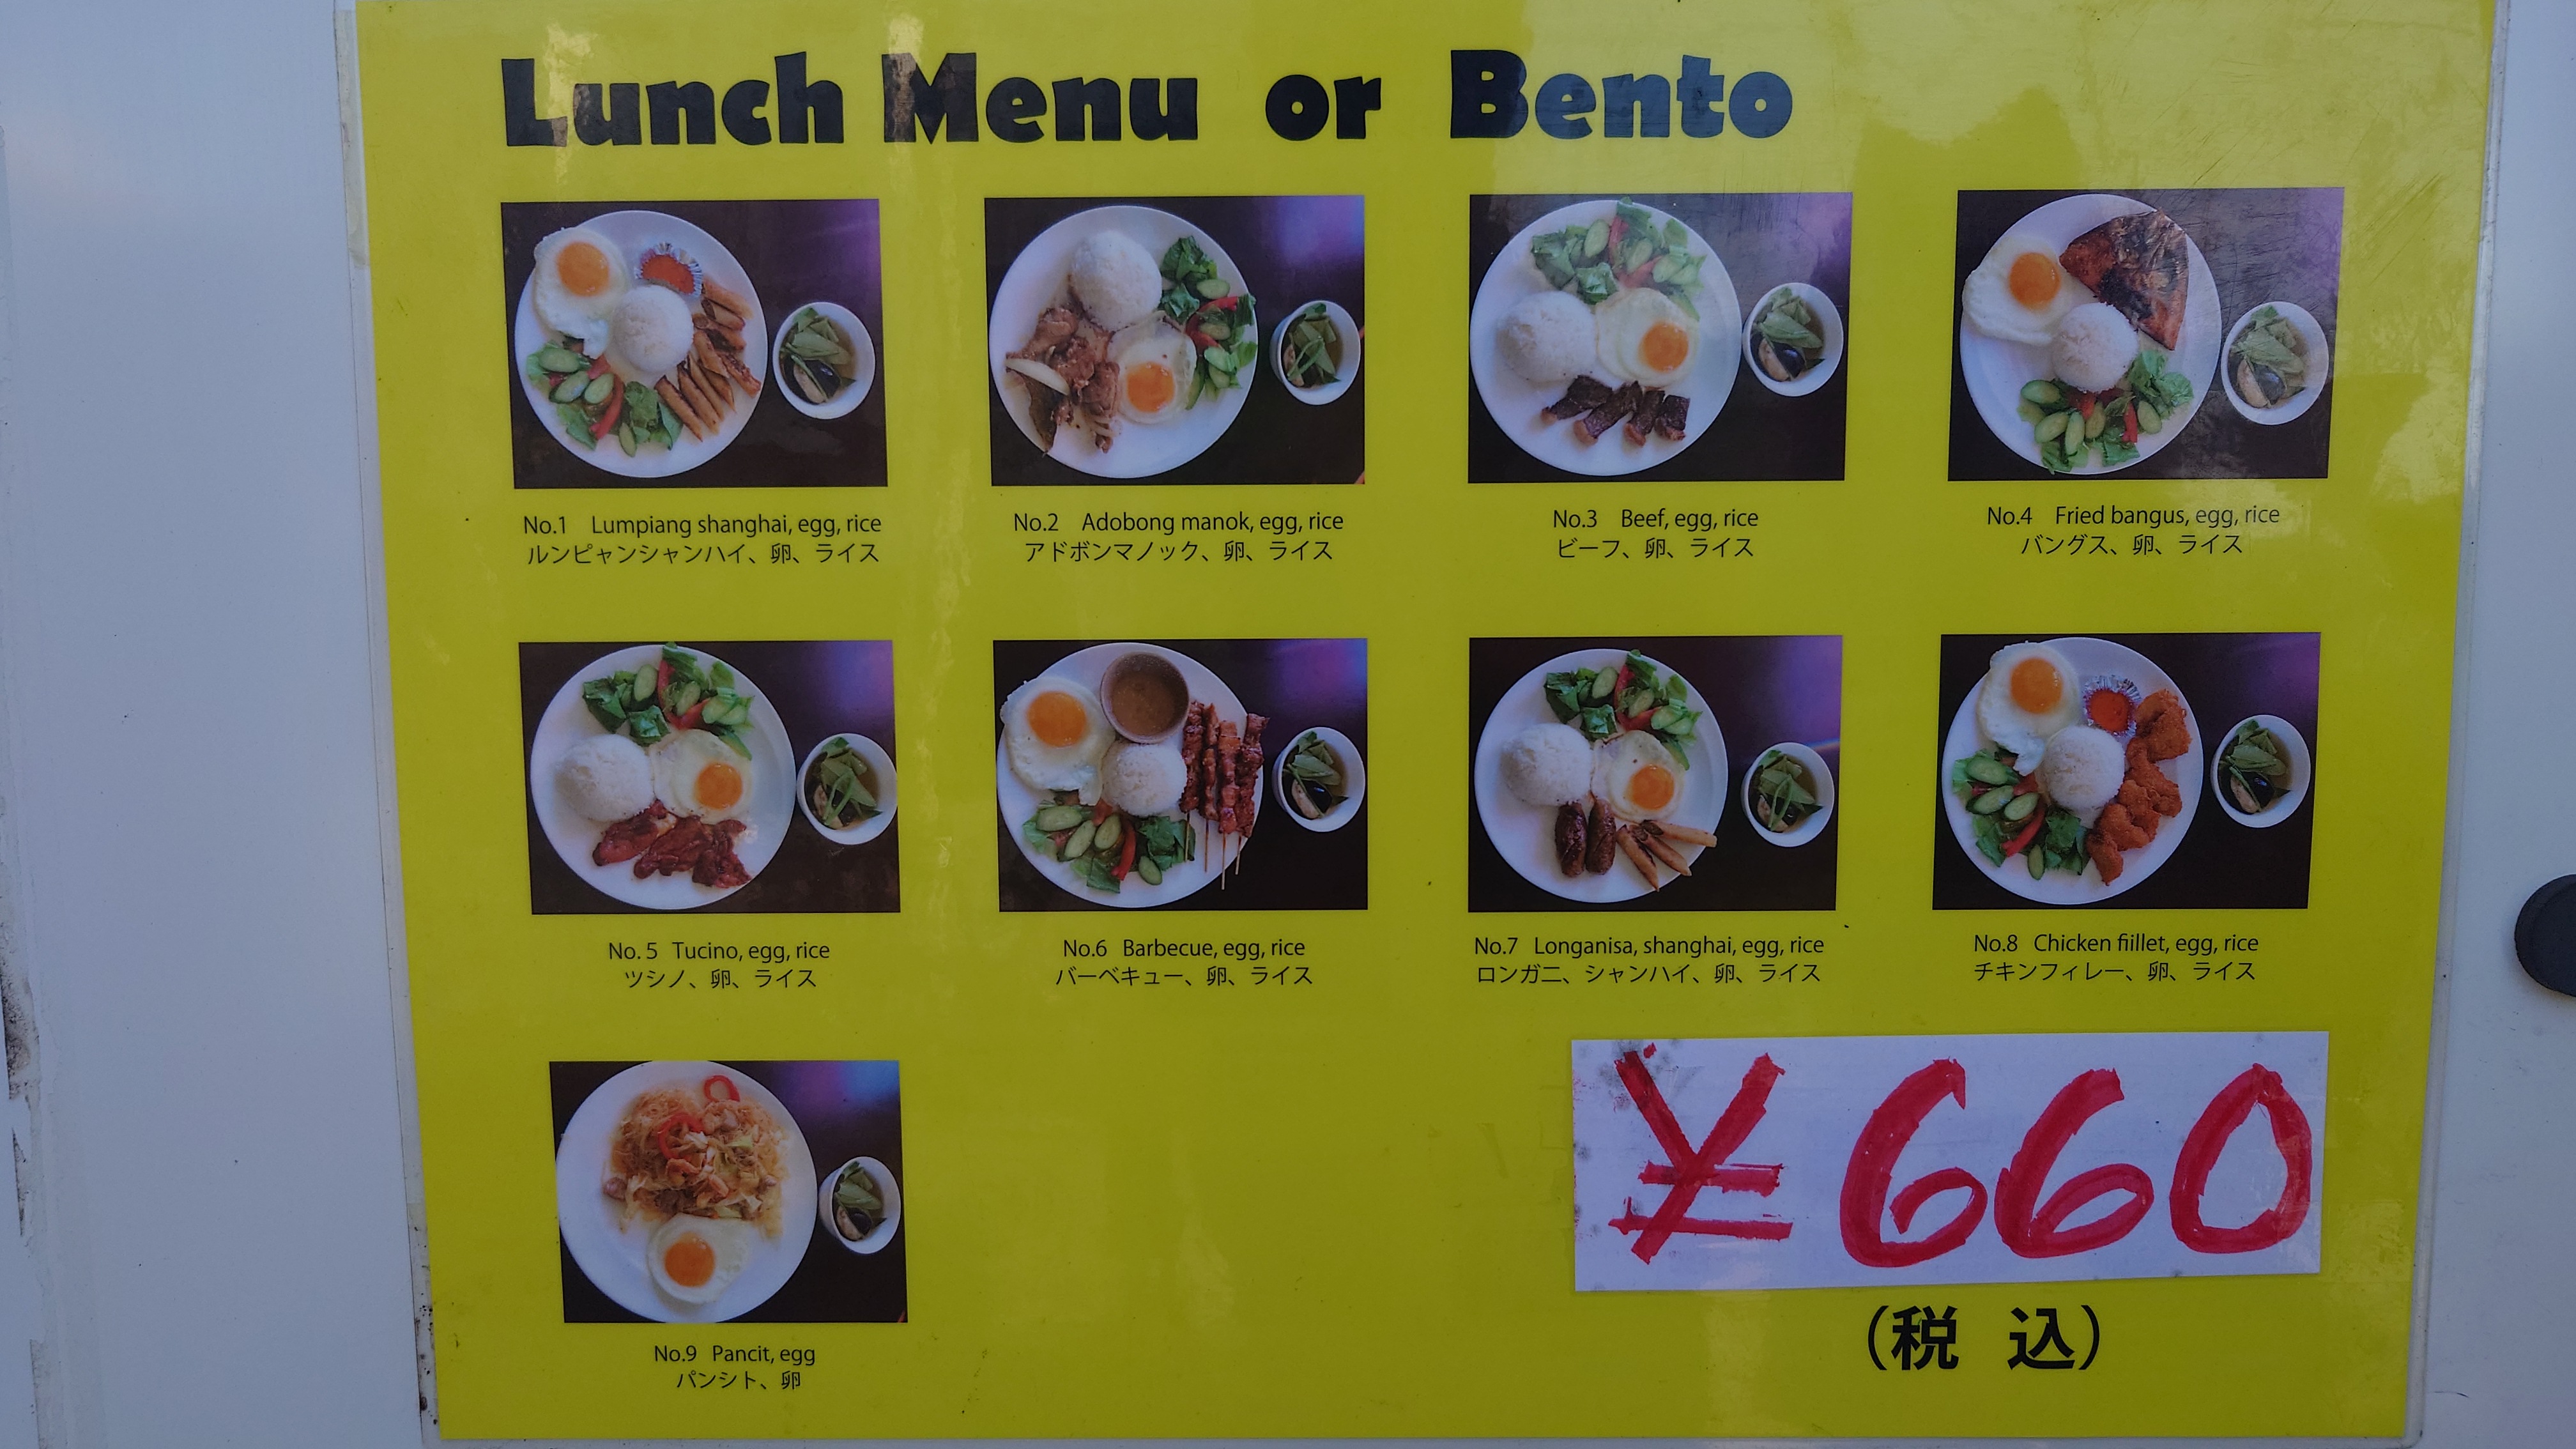 Lunch Menu or Bento
No.1 Lumpiang shanghai, egg, rice
ルンピャンシャンハイ、卵、ライス
No.2 Adobong manok, egg, rice
アドボンマノック、卵、ライス
No.3 Beef, egg, rice
ビーフ、卵、ライス
No.4 Fried bangus, egg, rice
バングス、卵、ライス
No. 5 Tucino, egg, rice
ツシノ、卵、ライス
No.6 Barbecue, egg, rice
バーベキュー、卵、ライス
No.7 Longanisa, shanghai, egg, rice
ロンガニ、シャンハイ、卵、ライス
No.8 Chicken fiillet, egg, rice
チキンフィレー、卵、ライス
No.9 Pancit, egg
パンシト、卵
¥660
（税 込）